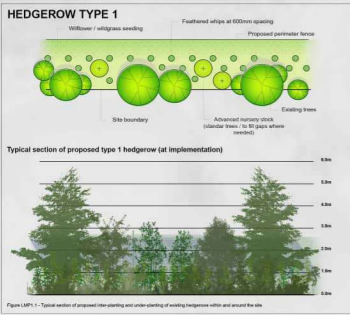 HEDGEROW TYPE 1
Feathered whips at 600mm spacing
Wilflower / wildgrass seeding
Proposed perimeter fence
Existing trees
Site boundary
Advanced nursery stock
(standar trees / to fill gaps where
needed)
Typical section of proposed type 1 hedgerow (at implementation)
6.0m
5.0m
4.0m
3.0m
2.0m
1.0m
0.0m
Figure LMP1.1 - Typical section of proposed inter-planting and under-planting of existing hedgerows within and around the site